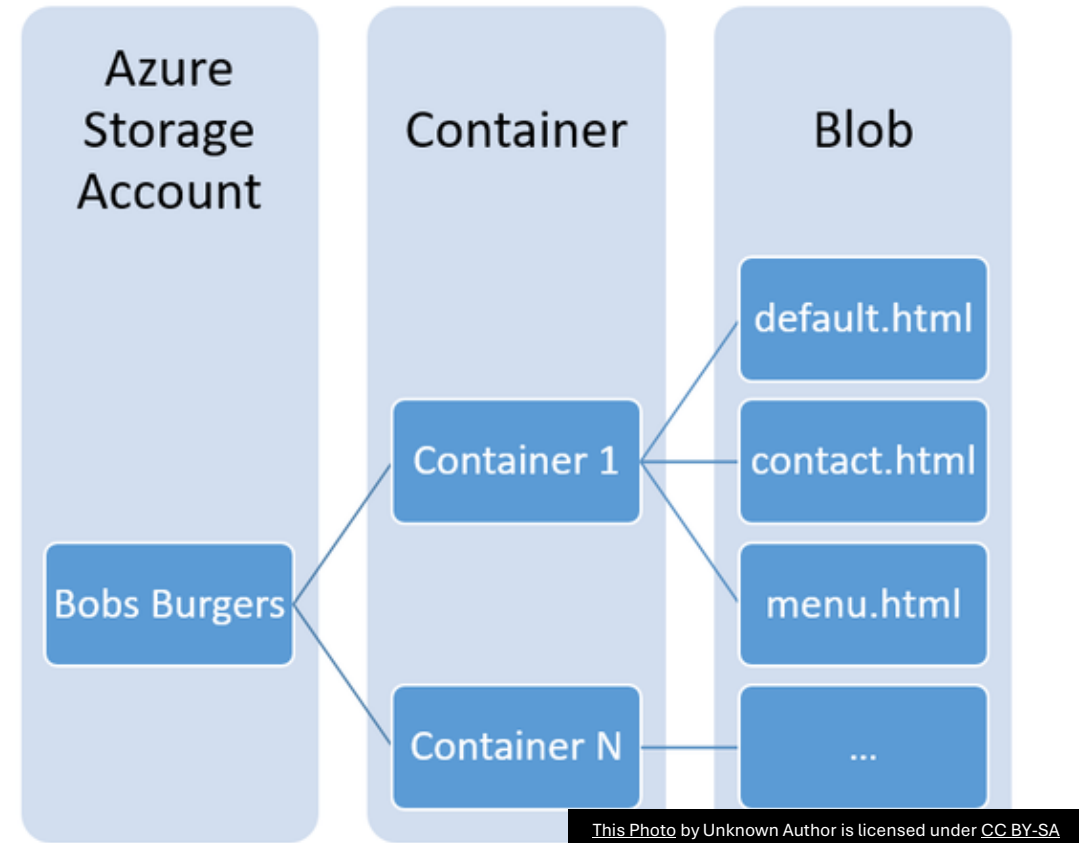 Azure
Storage
Account
Container
Blob
default.html
Container 1
contact.html
Bobs Burgers
menu.html
Container N
...
This Photo by Unknown Author is licensed under CC BY-SA